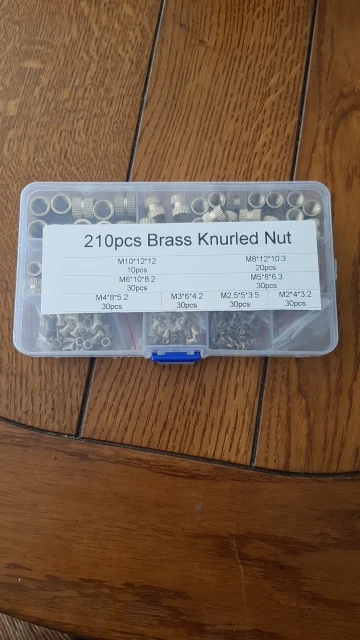 210pcs Brass Knurled Nut
M10*12*12 M8*12*10.3
10pcs 20pcs
M6*10*8.2 M5*8*6.3
30pcs 30pcs
M4*8*5.2 M3*6*4.2 M2.5*5*3.5 M2*4*3.2
30pcs 30pcs 30pcs 30pcs